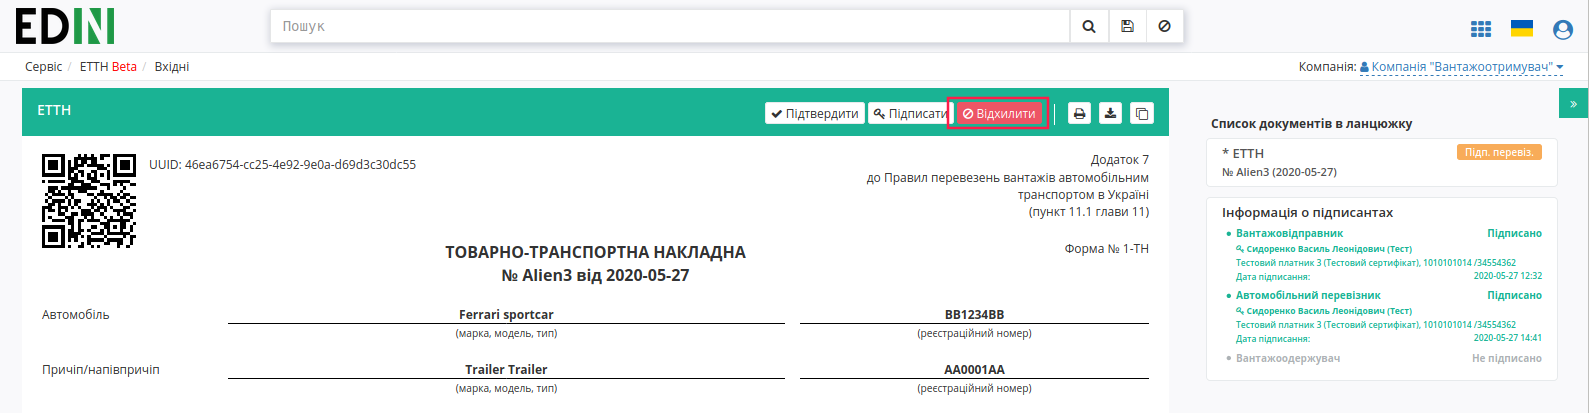 EDIN
Пошук
Сервіс / ЕТТН Beta / Вхідні
Компанія: Компанія "Вантажоотримувач"
ЕТТН
Підтвердити Підписати Відхилити
»
UUID: 46ea6754-cc25-4e92-9e0a-d69d3c30dc55
Додаток 7
до Правил перевезень вантажів автомобільним
транспортом в Україні
(пункт 11.1 глави 11)
ТОВАРНО-ТРАНСПОРТНА НАКЛАДНА
№ Alien3 від 2020-05-27
Форма № 1-ТН
Автомобіль Ferrari sportcar BB1234BB
(марка, модель, тип) (реєстраційний номер)
Причіп/напівпричіп Trailer Trailer AA0001AA
(марка, модель, тип) (реєстраційний номер)
Список документів в ланцюжку
* ЕТТН Підп. перевіз.
№ Alien3 (2020-05-27)
Інформація о підписантах
Вантажовідправник Підписано
Сидоренко Василь Леонідович (Тест)
Тестовий платник 3 (Тестовий сертифікат), 1010101014 /34554362
Дата підписання: 2020-05-27 12:32
Автомобільний перевізник Підписано
Сидоренко Василь Леонідович (Тест)
Тестовий платник 3 (Тестовий сертифікат), 1010101014 /34554362
Дата підписання: 2020-05-27 14:41
Вантажоодержувач Не підписано